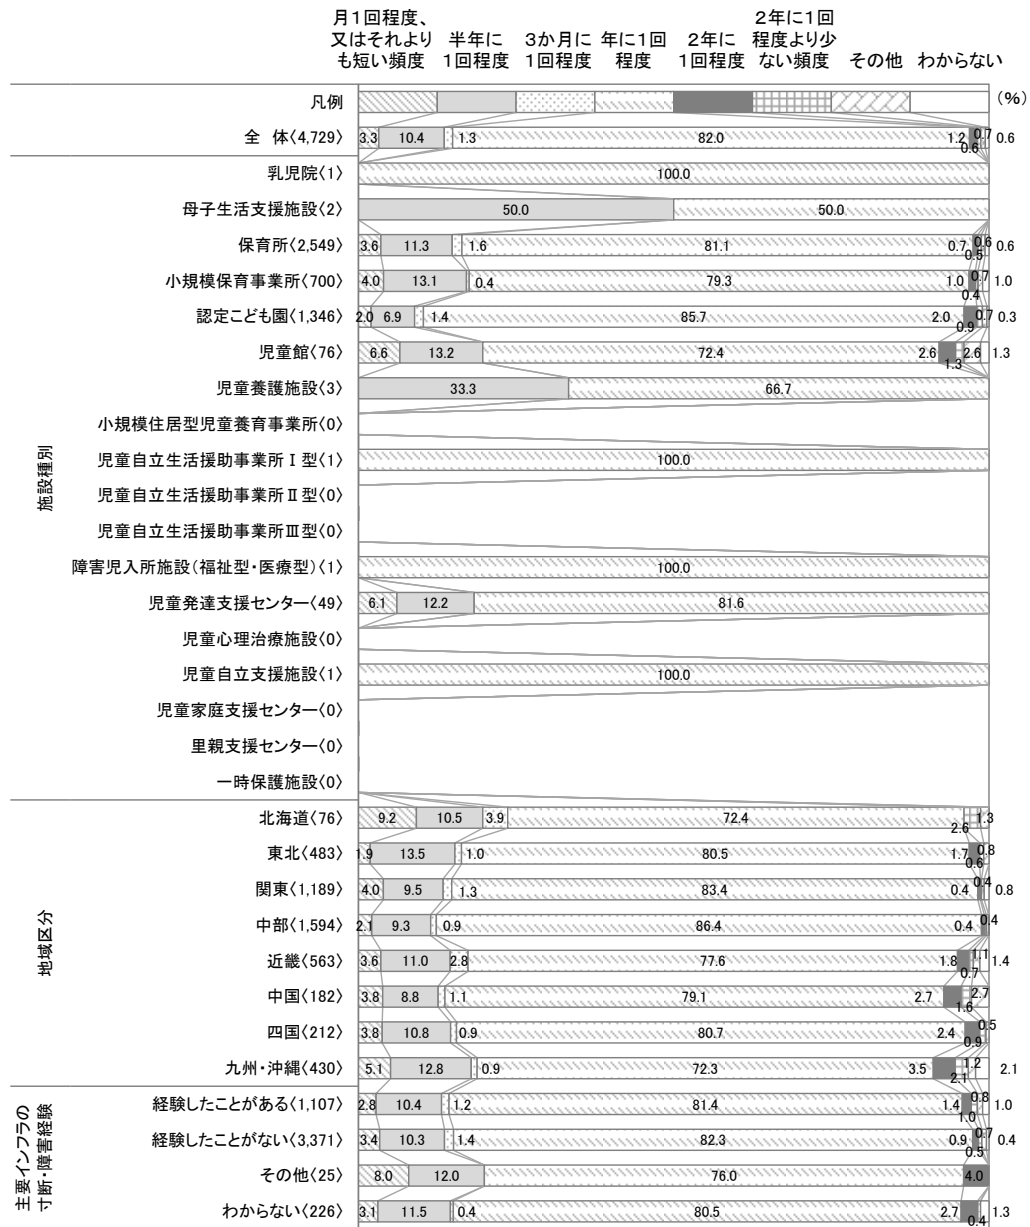 月1回程度、
又はそれより
も短い頻度
半年に
1回程度
3か月に
1回程度
年に1回
程度
2年に
1回程度
2年に1回
程度より少
ない頻度
その他
わからない
凡例
(%)
全 体〈4,729〉 3.3 10.4 1.3 82.0 1.2 0.6 0.7 0.6
施設種別
乳児院〈1〉 100.0
母子生活支援施設〈2〉 50.0 50.0
保育所〈2,549〉 3.6 11.3 1.6 81.1 0.7 0.5 0.6 0.6
小規模保育事業所〈700〉 4.0 13.1 0.4 79.3 1.0 0.4 0.7 1.0
認定こども園〈1,346〉 2.0 6.9 1.4 85.7 2.0 0.9 0.7 0.3
児童館〈76〉 6.6 13.2 72.4 2.6 1.3 2.6 1.3
児童養護施設〈3〉 33.3 66.7
小規模住居型児童養育事業所〈0〉
児童自立生活援助事業所Ⅰ型〈1〉 100.0
児童自立生活援助事業所Ⅱ型〈0〉
児童自立生活援助事業所Ⅲ型〈0〉
障害児入所施設(福祉型・医療型)〈1〉 100.0
児童発達支援センター〈49〉 6.1 12.2 81.6
児童心理治療施設〈0〉
児童自立支援施設〈1〉 100.0
児童家庭支援センター〈0〉
里親支援センター〈0〉
一時保護施設〈0〉
地域区分
北海道〈76〉 9.2 10.5 3.9 72.4 2.6 1.3
東北〈483〉 1.9 13.5 1.0 80.5 1.7 0.6 0.8
関東〈1,189〉 4.0 9.5 1.3 83.4 0.4 0.4 0.8
中部〈1,594〉 2.1 9.3 0.9 86.4 0.4 0.4
近畿〈563〉 3.6 11.0 2.8 77.6 1.8 0.7 1.1 1.4
中国〈182〉 3.8 8.8 1.1 79.1 2.7 1.6 2.7
四国〈212〉 3.8 10.8 0.9 80.7 2.4 0.9 0.5
九州・沖縄〈430〉 5.1 12.8 0.9 72.3 3.5 2.1 1.2 2.1
主要インフラの
寸断・障害経験
経験したことがある〈1,107〉 2.8 10.4 1.2 81.4 1.4 1.0 0.8 1.0
経験したことがない〈3,371〉 3.4 10.3 1.4 82.3 0.9 0.5 0.7 0.4
その他〈25〉 8.0 12.0 76.0 4.0
わからない〈226〉 3.1 11.5 0.4 80.5 2.7 0.4 1.3